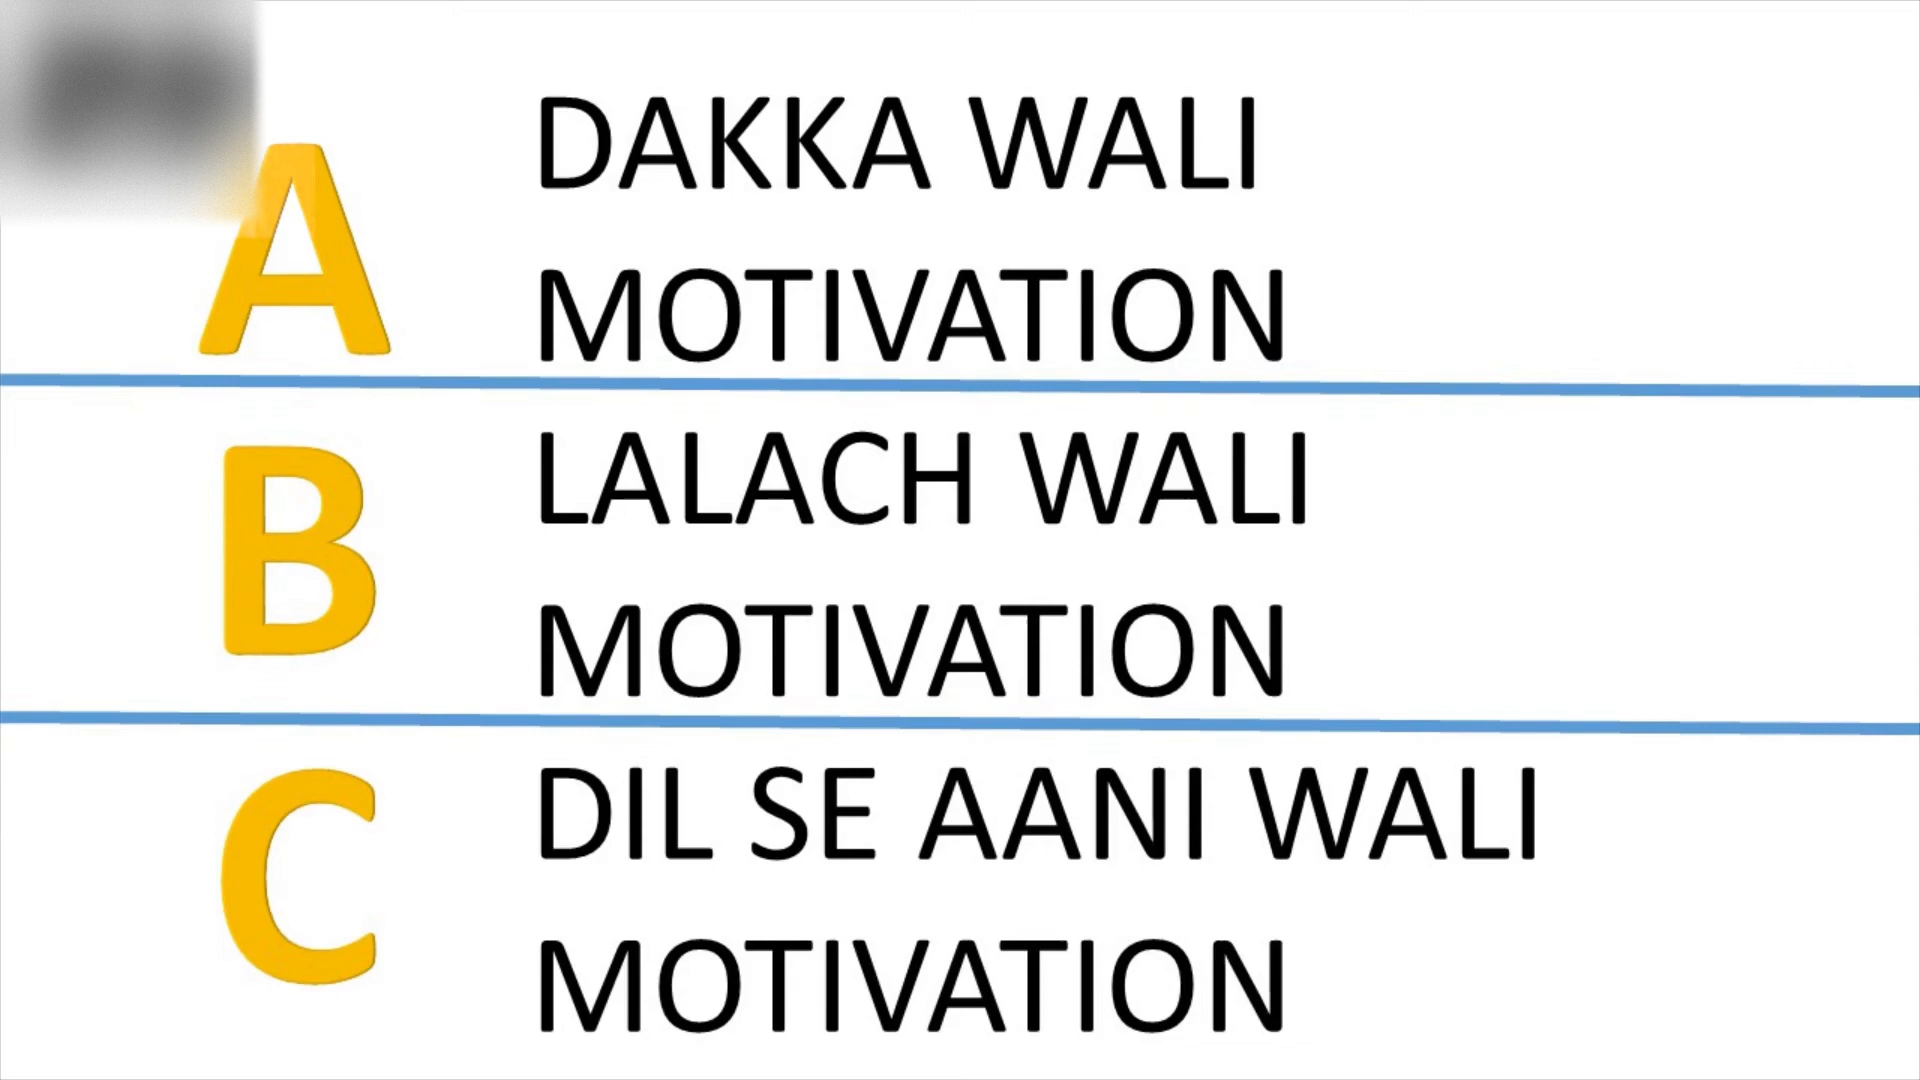 A
DAKKA WALI
MOTIVATION
B
LALACH WALI
MOTIVATION
C
DIL SE AANI WALI
MOTIVATION